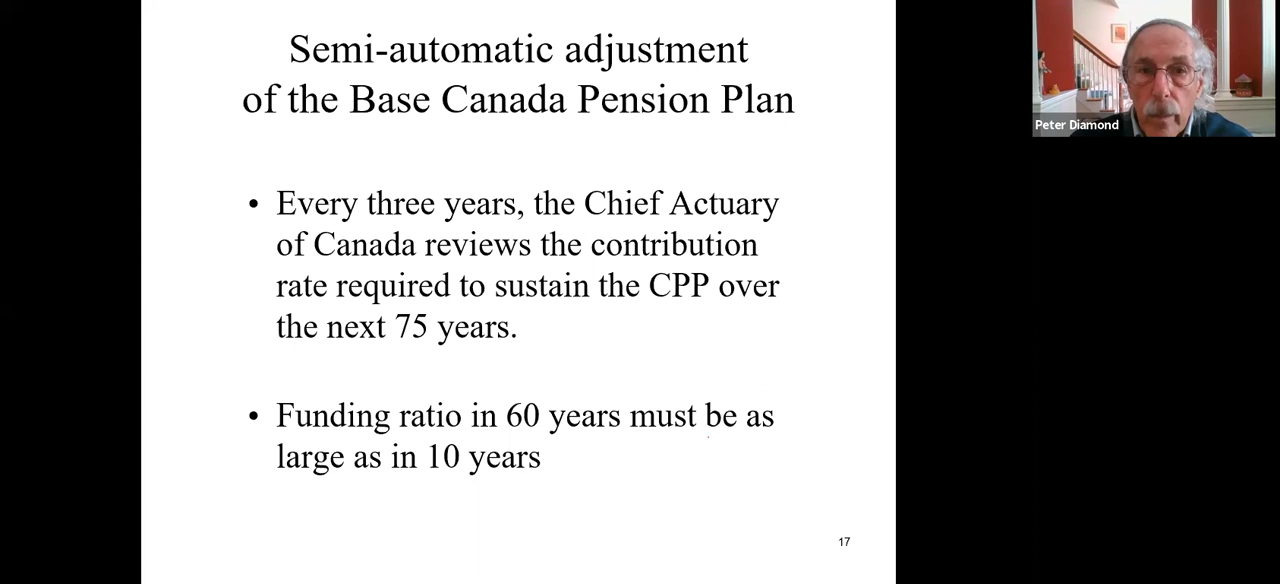 Semi-automatic adjustment
of the Base Canada Pension Plan
• Every three years, the Chief Actuary
of Canada reviews the contribution
rate required to sustain the CPP over
the next 75 years.
• Funding ratio in 60 years must be as
large as in 10 years
17
Peter Diamond